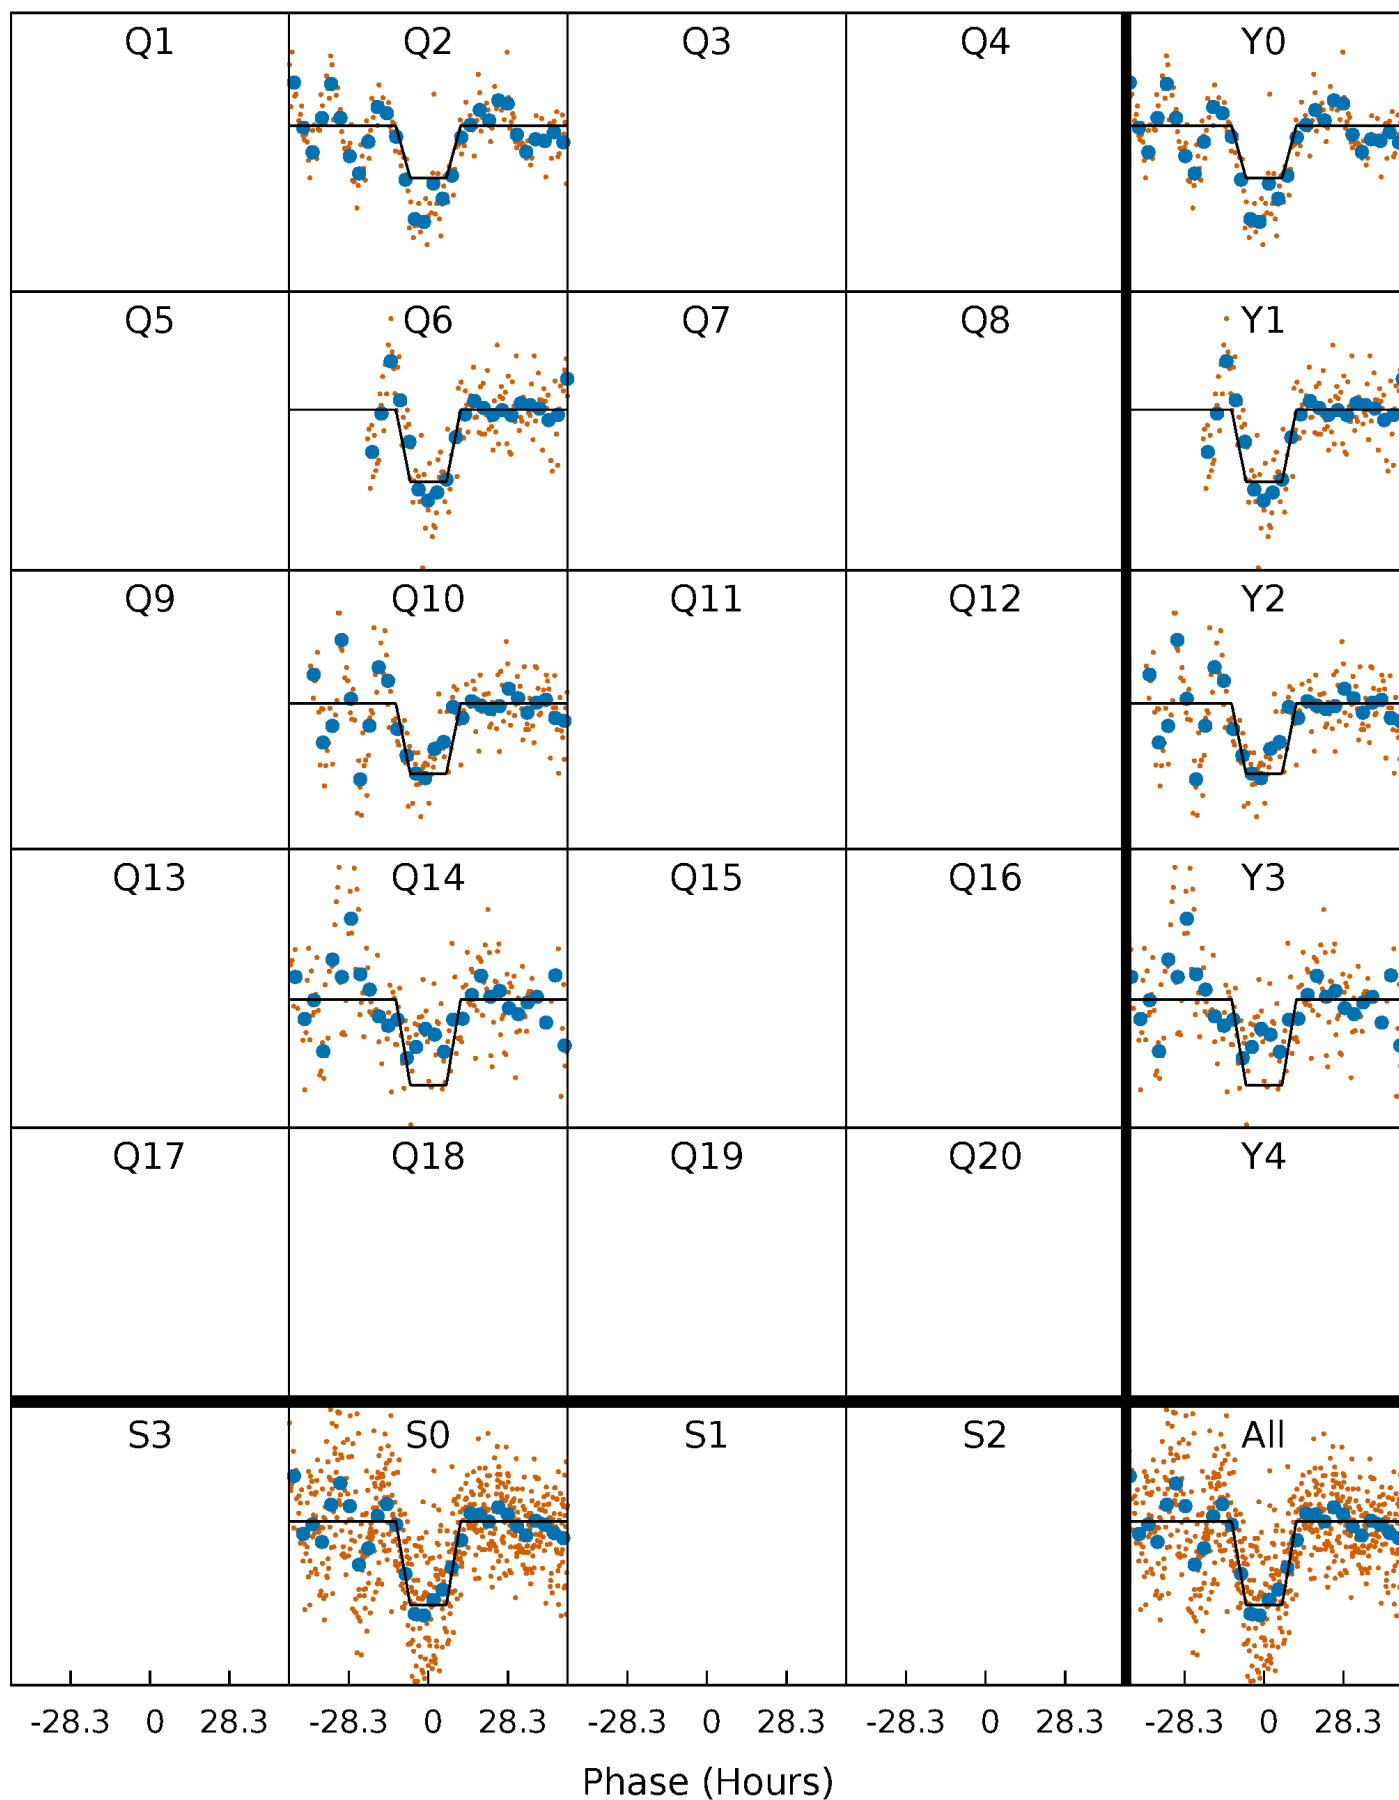 Q1 Q2 Q3 Q4 Y0
Q5 Q6 Q7 Q8 Y1
Q9 Q10 Q11 Q12 Y2
Q13 Q14 Q15 Q16 Y3
Q17 Q18 Q19 Q20 Y4
S3 S0 S1 S2 All
-28.3 0 28.3 -28.3 0 28.3 -28.3 0 28.3 -28.3 0 28.3 -28.3 0 28.3
Phase (Hours)